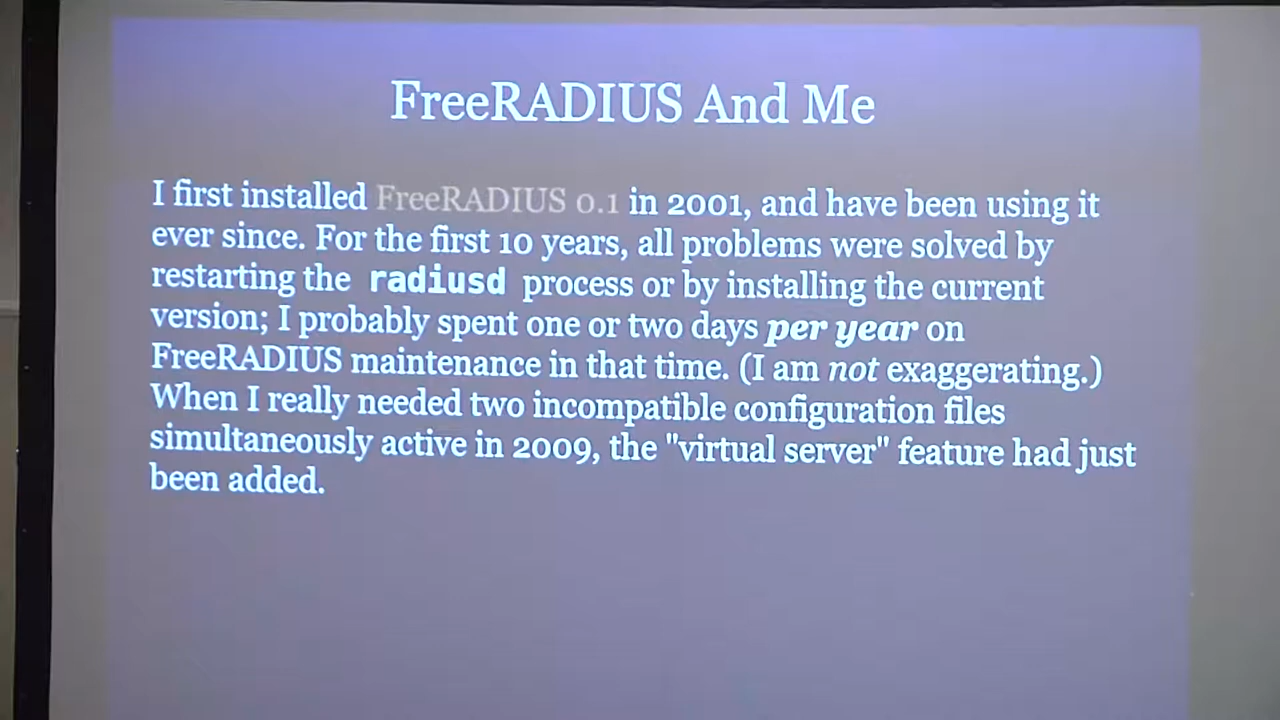 FreeRADIUS And Me
I first installed FreeRADIUS 0.1 in 2001, and have been using it
ever since. For the first 10 years, all problems were solved by
restarting the radiusd process or by installing the current
version; I probably spent one or two days per year on
FreeRADIUS maintenance in that time. (I am not exaggerating.)
When I really needed two incompatible configuration files
simultaneously active in 2009, the "virtual server" feature had just
been added.